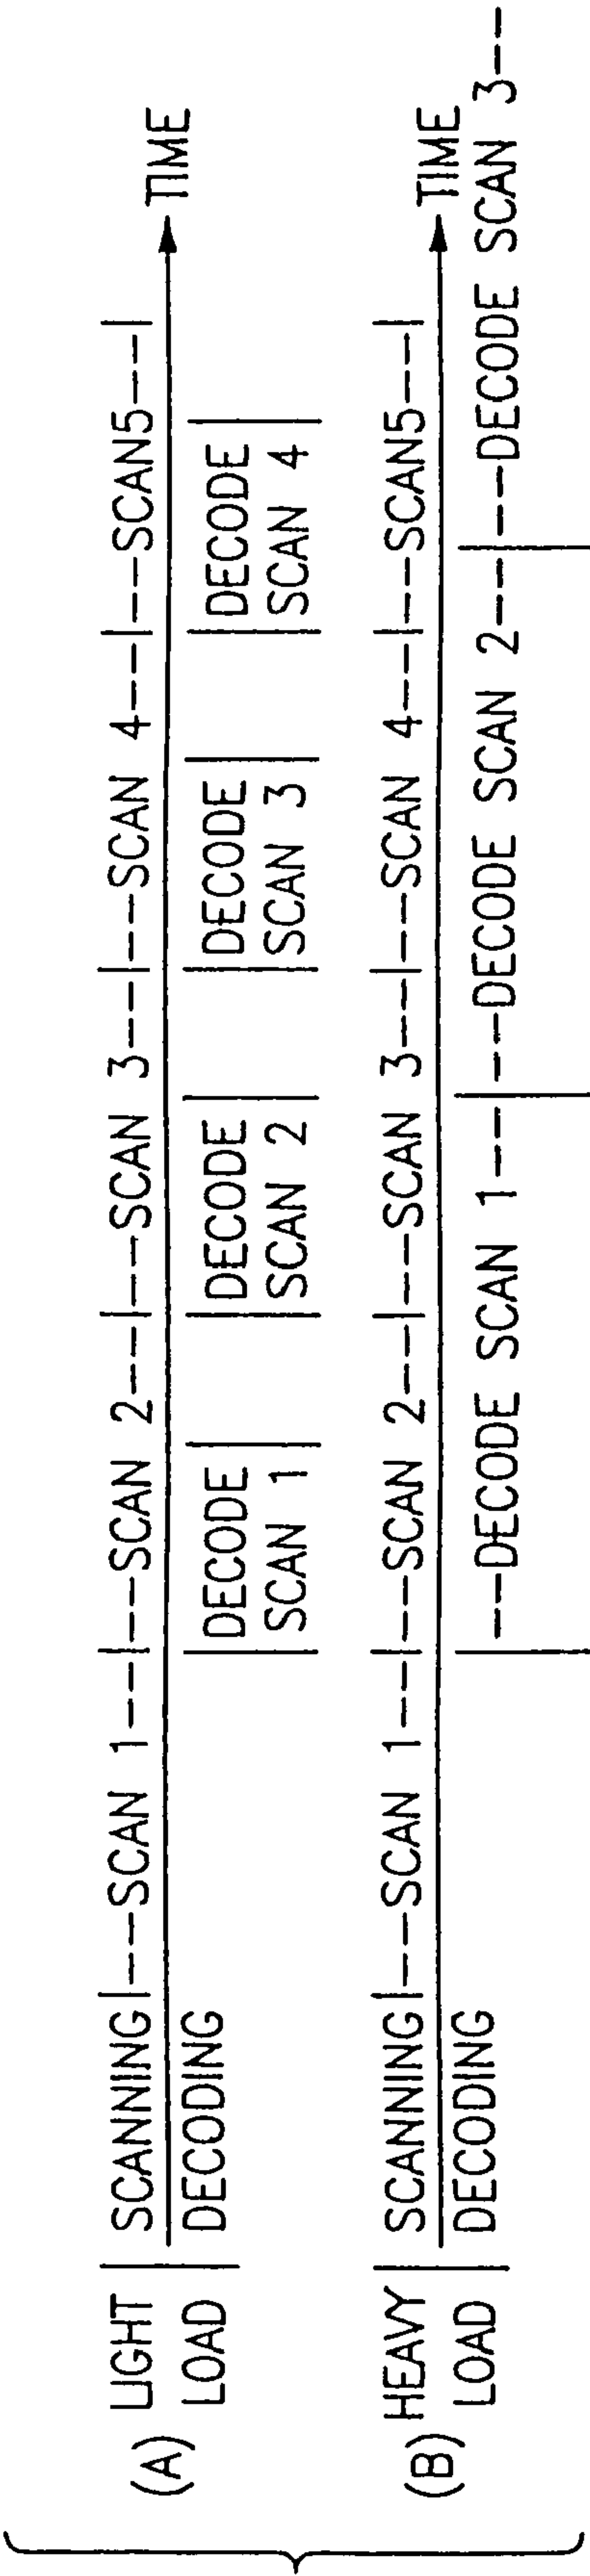 (A) LIGHT LOAD
SCANNING|---SCAN 1---|---SCAN 2---|---SCAN 3---|---SCAN 4---|---SCAN5---|
TIME
DECODING
DECODE SCAN 1
DECODE SCAN 2
DECODE SCAN 3
DECODE SCAN 4
(B) HEAVY LOAD
SCANNING|---SCAN 1---|---SCAN 2---|---SCAN 3---|---SCAN 4---|---SCAN5---|
TIME
DECODING
--DECODE SCAN 1---
---DECODE SCAN 2---
---DECODE SCAN 3--